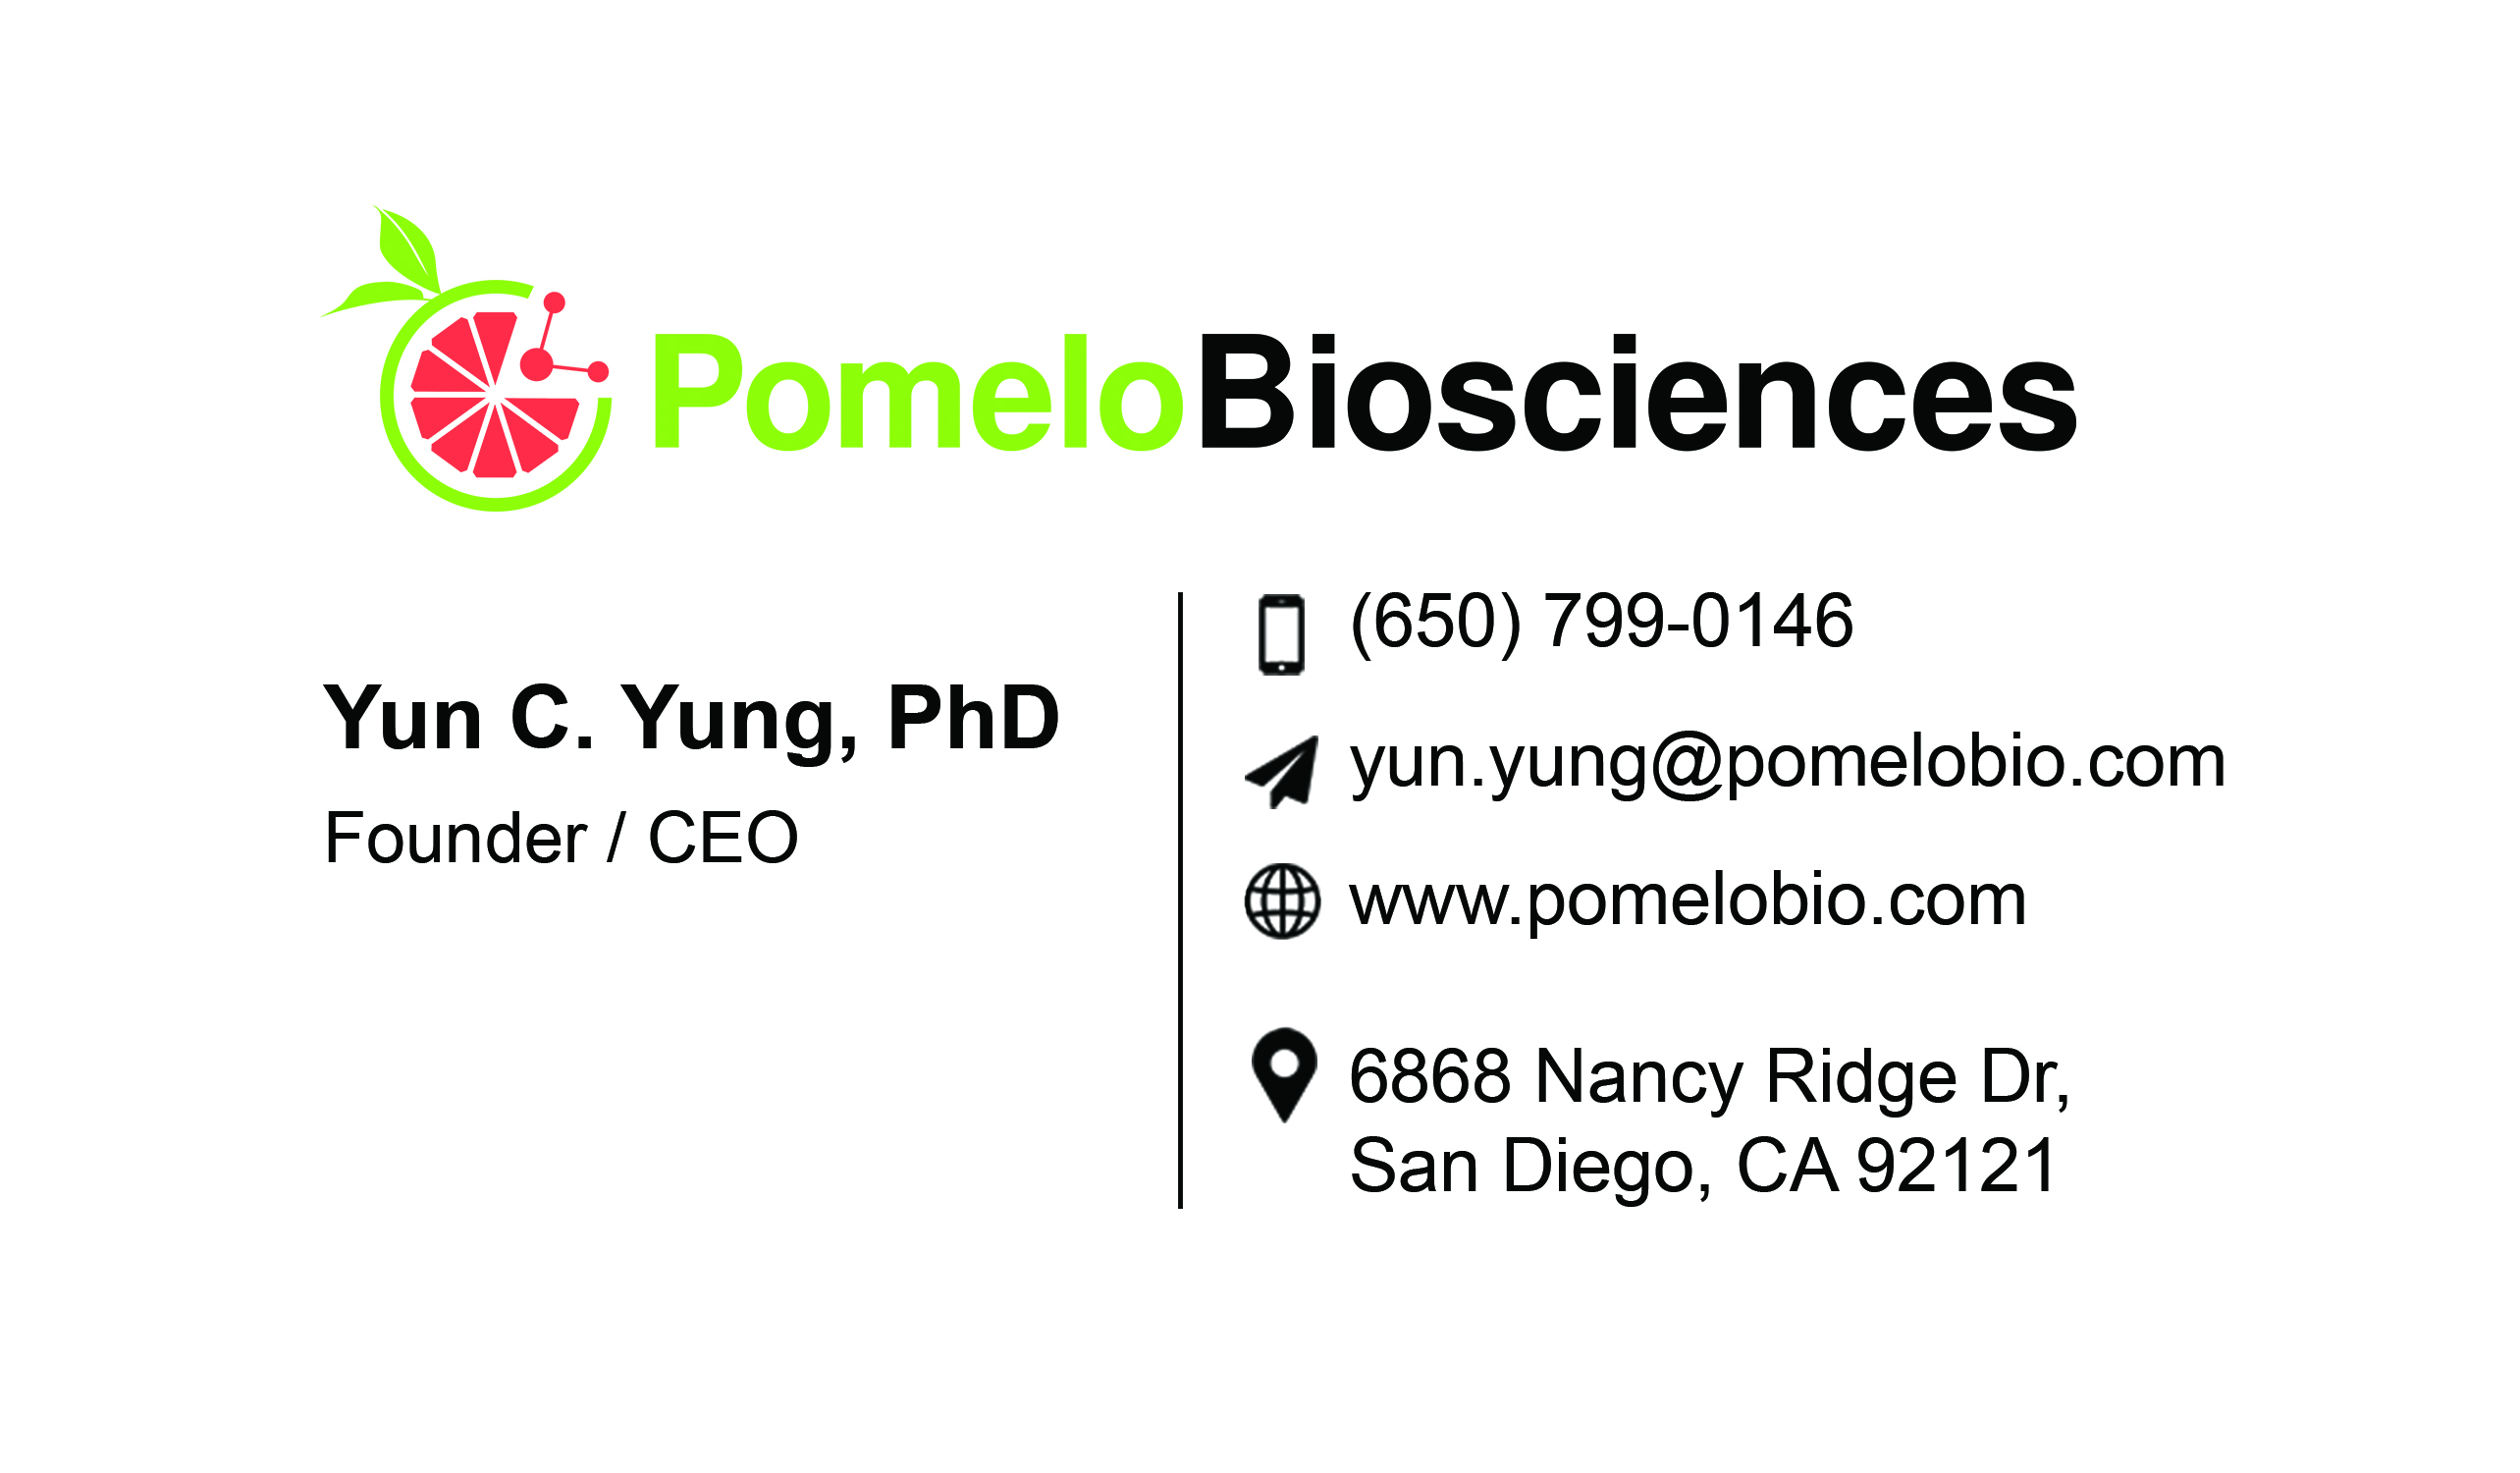 PomeloBiosciences
Yun C. Yung, PhD
Founder / CEO
(650) 799-0146
yun.yung@pomelobio.com
www.pomelobio.com
6868 Nancy Ridge Dr,
San Diego, CA 92121